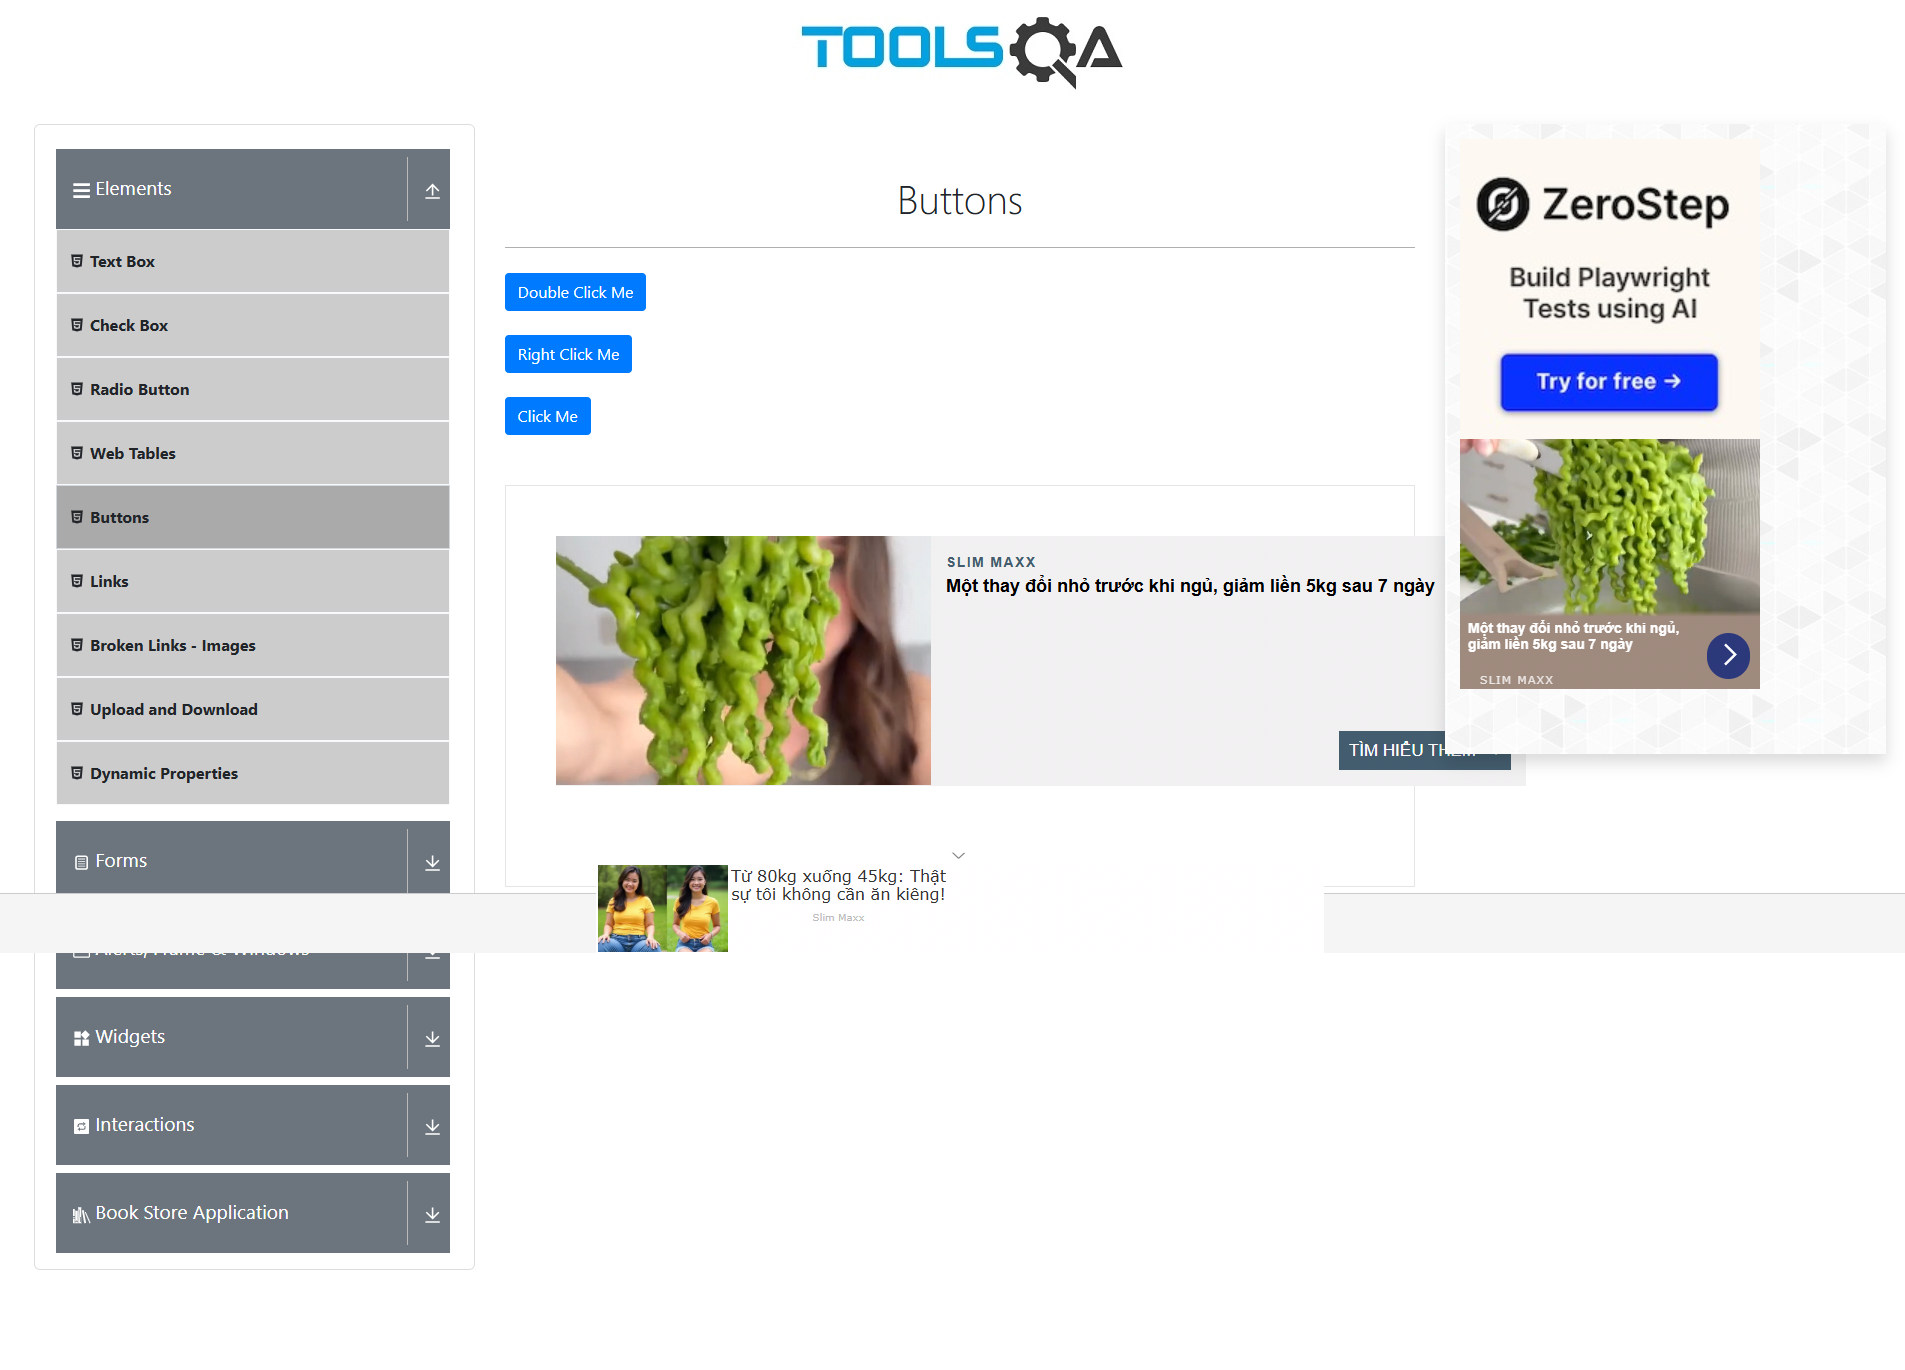 TOOLSQA
Elements
Text Box
Check Box
Radio Button
Web Tables
Buttons
Links
Broken Links - Images
Upload and Download
Dynamic Properties
Forms
Alerts, Frame & Windows
Widgets
Interactions
Book Store Application
Buttons
Double Click Me
Right Click Me
Click Me
SLIM MAXX
Một thay đổi nhỏ trước khi ngủ, giảm liền 5kg sau 7 ngày
TÌM HIỂU THÊM
Từ 80kg xuống 45kg: Thật
sự tôi không cần ăn kiêng!
Slim Maxx
ZeroStep
Build Playwright
Tests using AI
Try for free →
Một thay đổi nhỏ trước khi ngủ,
giảm liền 5kg sau 7 ngày
SLIM MAXX